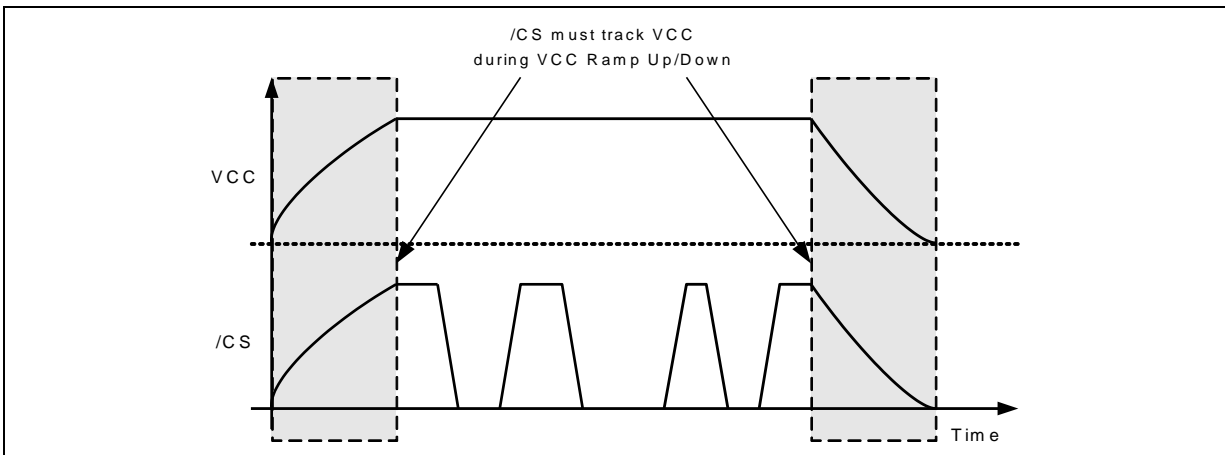 /CS must track VCC
during VCC Ramp Up/Down
VCC
/CS
Time